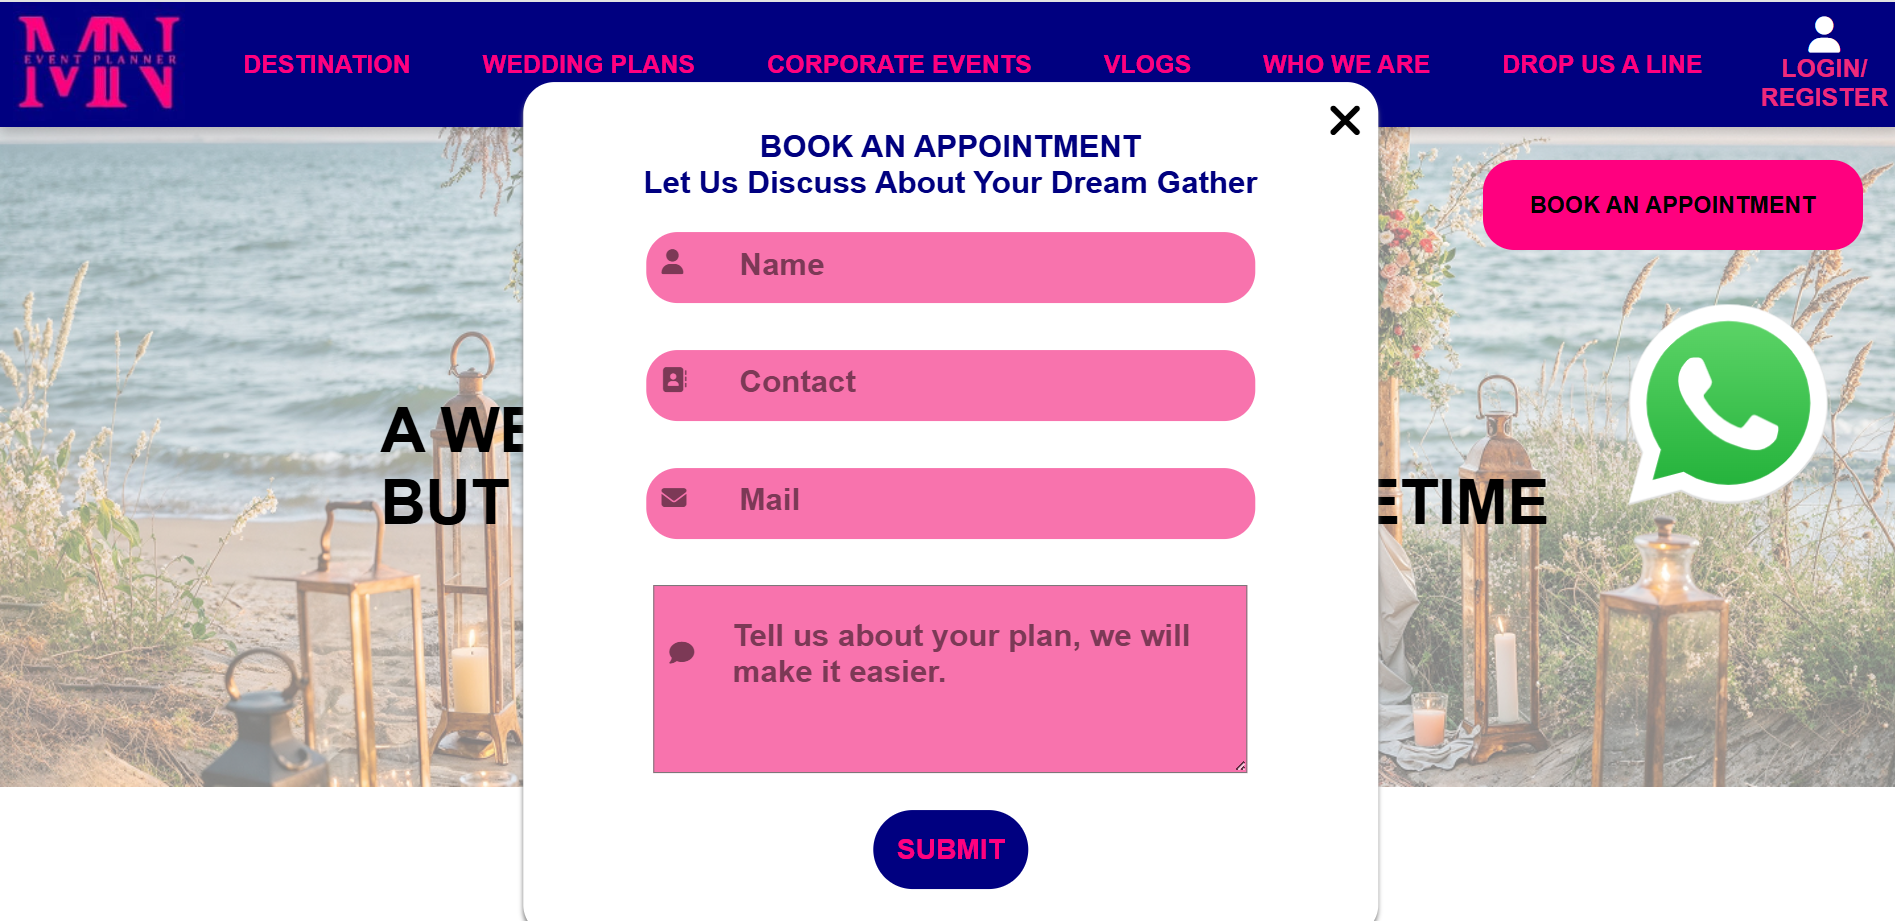 MN
EVENT PLANNER
DESTINATION
WEDDING PLANS
CORPORATE EVENTS
VLOGS
WHO WE ARE
DROP US A LINE
LOGIN/
REGISTER
BOOK AN APPOINTMENT
Let Us Discuss About Your Dream Gather
BOOK AN APPOINTMENT
Name
Contact
A WE
Mail
BUT ETIME
Tell us about your plan, we will
make it easier.
SUBMIT